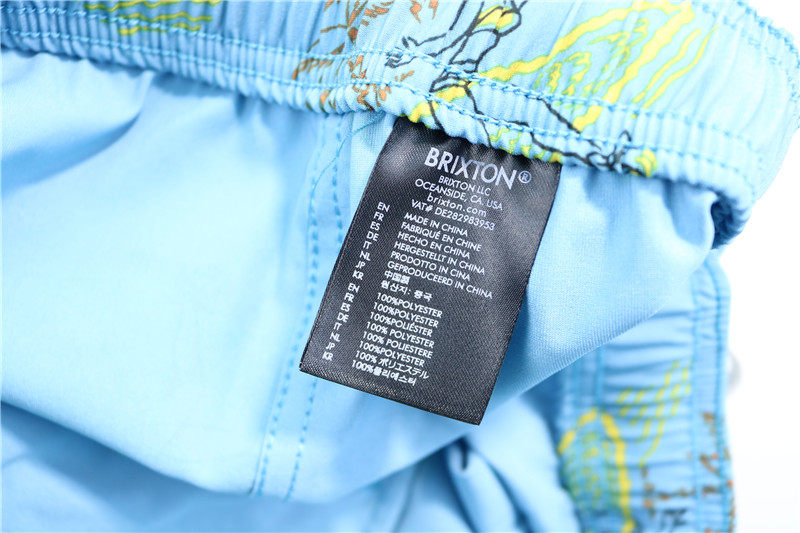 BRIXTON®
BRIXTON LLC
OCEANSIDE, CA. USA
brixton.com
VAT# DE282983953
EN MADE IN CHINA
FR FABRIQUÉ EN CHINE
ES HECHO EN CHINA
DE HERGESTELLT IN CHINA
IT PRODOTTO IN CINA
NL GEPRODUCEERD IN CHINA
JP 中国製
KR 원산지: 중국
EN 100%POLYESTER
FR 100%POLYESTER
ES 100%POLIÉSTER
DE 100% POLYESTER
IT 100% POLIESTERE
NL 100% POLYESTER
JP 100% ポリエステル
KR 100%폴리에스터